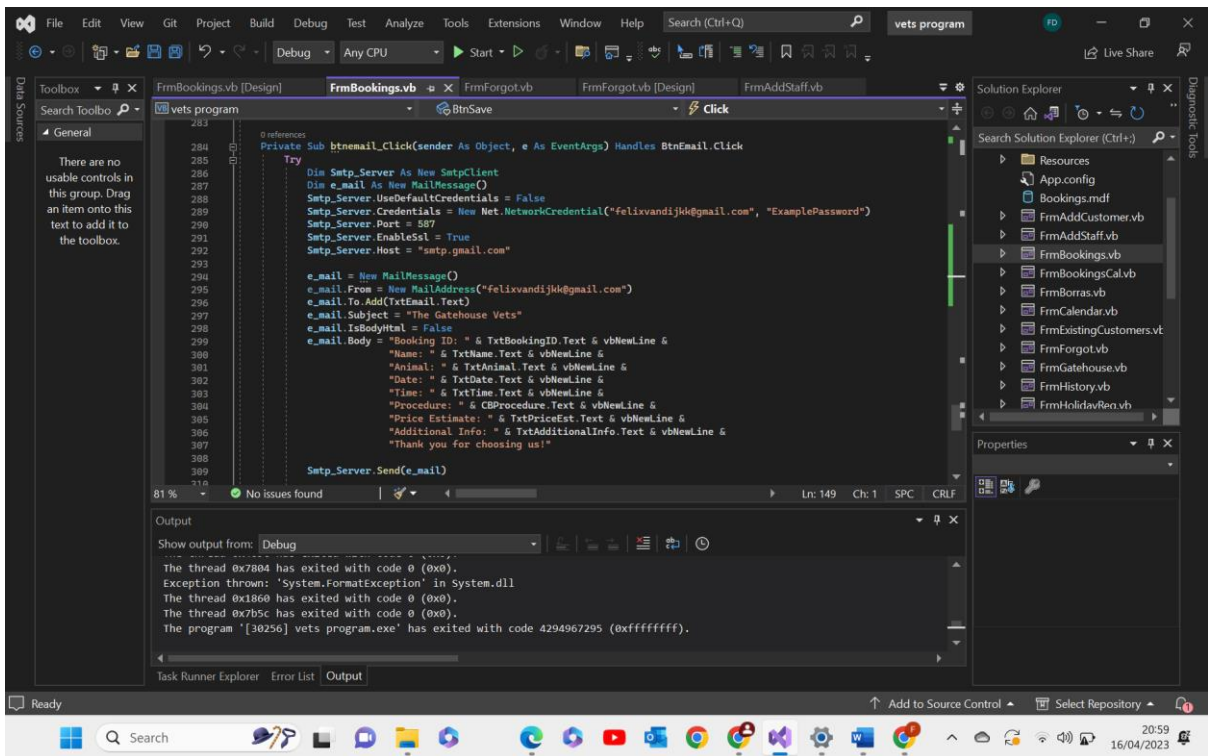 File Edit View Git Project Build Debug Test Analyze Tools Extensions Window Help Search (Ctrl+Q) vets program FD
Debug Any CPU Start Live Share
Data Sources
Toolbox
Search Toolbo
General
There are no
usable controls in
this group. Drag
an item onto this
text to add it to
the toolbox.
FrmBookings.vb [Design] FrmBookings.vb FrmForgot.vb FrmForgot.vb [Design] FrmAddStaff.vb
vets program BtnSave Click
283
0 references
284 Private Sub btnemail_Click(sender As Object, e As EventArgs) Handles BtnEmail.Click
285 Try
286 Dim Smtp_Server As New SmtpClient
287 Dim e_mail As New MailMessage()
288 Smtp_Server.UseDefaultCredentials = False
289 Smtp_Server.Credentials = New Net.NetworkCredential("felixvandijkk@gmail.com", "ExamplePassword")
290 Smtp_Server.Port = 587
291 Smtp_Server.EnableSsl = True
292 Smtp_Server.Host = "smtp.gmail.com"
293
294 e_mail = New MailMessage()
295 e_mail.From = New MailAddress("felixvandijkk@gmail.com")
296 e_mail.To.Add(TxtEmail.Text)
297 e_mail.Subject = "The Gatehouse Vets"
298 e_mail.IsBodyHtml = False
299 e_mail.Body = "Booking ID: " & TxtBookingID.Text & vbNewLine &
300 "Name: " & TxtName.Text & vbNewLine &
301 "Animal: " & TxtAnimal.Text & vbNewLine &
302 "Date: " & TxtDate.Text & vbNewLine &
303 "Time: " & TxtTime.Text & vbNewLine &
304 "Procedure: " & CBProcedure.Text & vbNewLine &
305 "Price Estimate: " & TxtPriceEst.Text & vbNewLine &
306 "Additional Info: " & TxtAdditionalInfo.Text & vbNewLine &
307 "Thank you for choosing us!"
308
309 Smtp_Server.Send(e_mail)
310
81 % No issues found Ln: 149 Ch: 1 SPC CRLF
Output
Show output from: Debug
The thread 0x7804 has exited with code 0 (0x0).
Exception thrown: 'System.FormatException' in System.dll
The thread 0x1860 has exited with code 0 (0x0).
The thread 0x7b5c has exited with code 0 (0x0).
The program '[30256] vets program.exe' has exited with code 4294967295 (0xffffffff).
Task Runner Explorer Error List Output
Solution Explorer
Search Solution Explorer (Ctrl+;)
Resources
App.config
Bookings.mdf
FrmAddCustomer.vb
FrmAddStaff.vb
FrmBookings.vb
FrmBookingsCal.vb
FrmBorras.vb
FrmCalendar.vb
FrmExistingCustomers.vb
FrmForgot.vb
FrmGatehouse.vb
FrmHistory.vb
FrmHolidayReq.vb
Properties
Diagnostic Tools
Ready Add to Source Control Select Repository
Search
20:59
16/04/2023